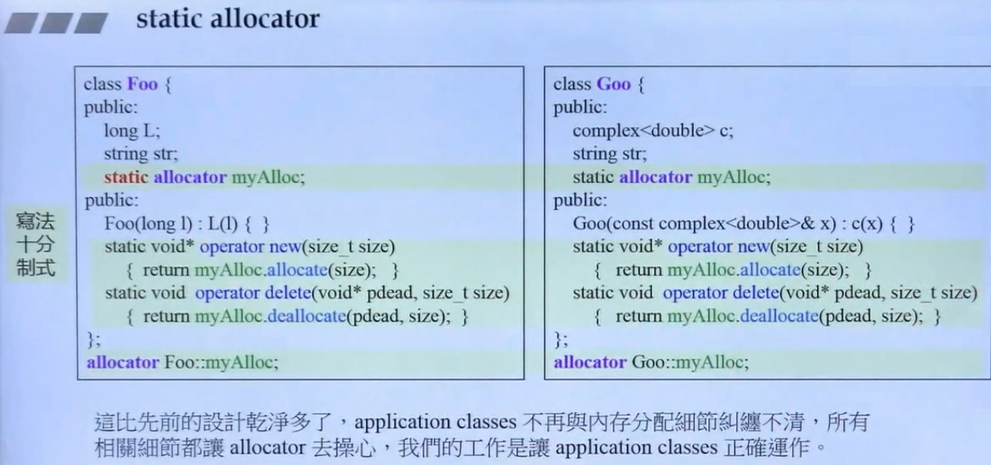 static allocator
class Foo {
public:
long L;
string str;
static allocator myAlloc;
public:
Foo(long l) : L(l) { }
static void* operator new(size_t size)
{ return myAlloc.allocate(size); }
static void operator delete(void* pdead, size_t size)
{ return myAlloc.deallocate(pdead, size); }
};
allocator Foo::myAlloc;
class Goo {
public:
complex<double> c;
string str;
static allocator myAlloc;
public:
Goo(const complex<double>& x) : c(x) { }
static void* operator new(size_t size)
{ return myAlloc.allocate(size); }
static void operator delete(void* pdead, size_t size)
{ return myAlloc.deallocate(pdead, size); }
};
allocator Goo::myAlloc;
寫法
十分
制式
這比先前的設計乾淨多了，application classes 不再與內存分配細節糾纏不清，所有
相關細節都讓 allocator 去操心，我們的工作是讓 application classes 正確運作。